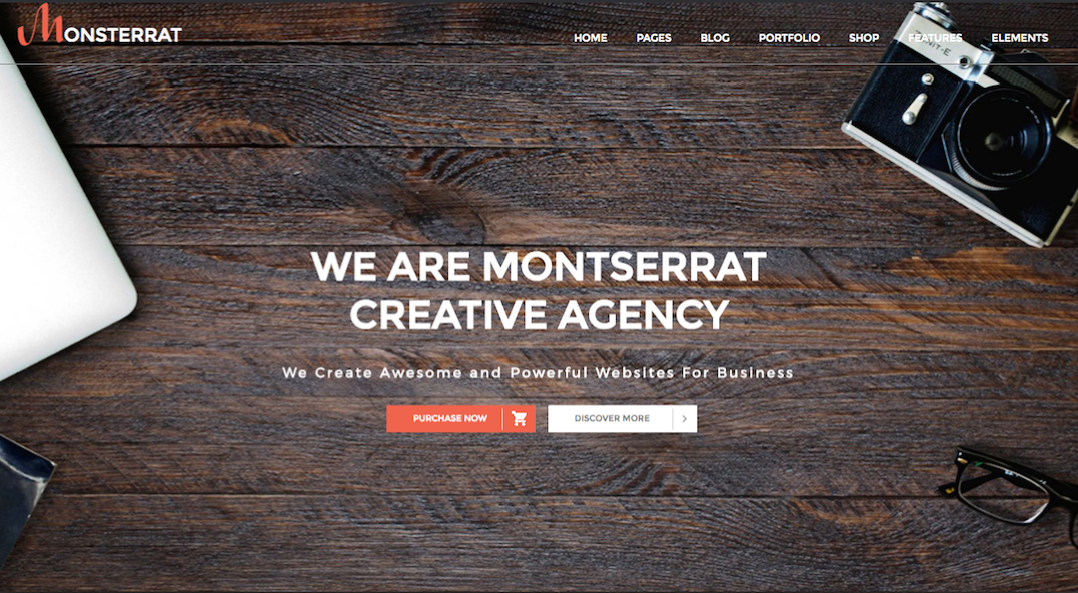 MONSTERRAT
HOME PAGES BLOG PORTFOLIO SHOP FEATURES ELEMENTS
WE ARE MONTSERRAT
CREATIVE AGENCY
We Create Awesome and Powerful Websites For Business
PURCHASE NOW DISCOVER MORE